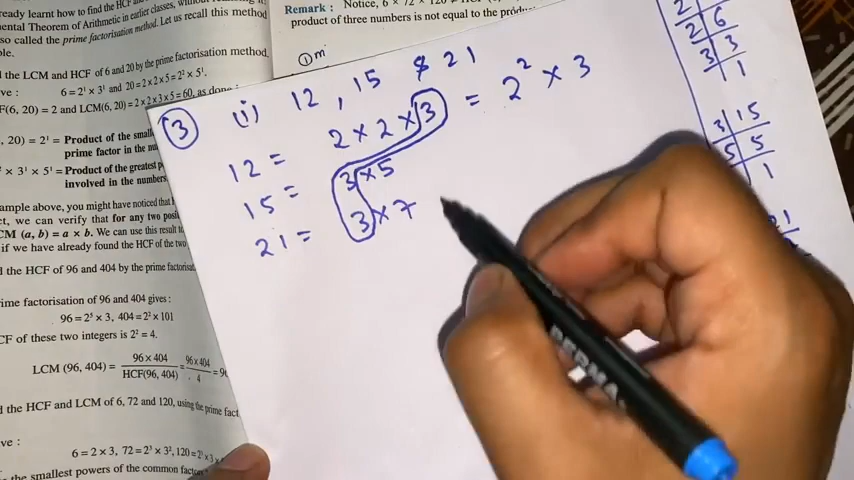 already learnt how to find the HCF
ental Theorem of Arithmetic in earlier classes, without
so called the prime factorisation method. Let us recall this method
ple.
d the LCM and HCF of 6 and 20 by the prime factorisation method.
6 = 2¹ × 3¹ and 20 = 2 × 2 × 5 = 2² × 5¹.
F(6, 20) = 2 and LCM(6, 20) = 2 × 2 × 3 × 5 = 60, as done
, 20) = 2¹ = Product of the smal
prime factor in the nu
× 3¹ × 5¹ = Product of the greatest
involved in the numbers
ample above, you might have noticed that
ct, we can verify that for any two posi
CM (a, b) = a × b. We can use this result
if we have already found the HCF of the two
d the HCF of 96 and 404 by the prime factorisat
rime factorisation of 96 and 404 gives:
96 = 2⁵ × 3, 404 = 2² × 101
CF of these two integers is 2² = 4.
LCM (96, 404) = 96 × 404 / HCF(96, 404) = 96 × 404 / 4 = 96
d the HCF and LCM of 6, 72 and 120, using the prime fact
ve :
6 = 2 × 3, 72 = 2³ × 3², 120 = 2³ × 3
the smallest powers of the common factor
Remark : Notice, 6 × 72 × 120 ≠ HCF
product of three numbers is not equal to the produc
① m
③ (i) 12 , 15 & 21
12 = 2 × 2 × 3 = 2² × 3
15 = 3 × 5
21 = 3 × 7
2
2 6
3 3
1
3 15
5 5
1
21